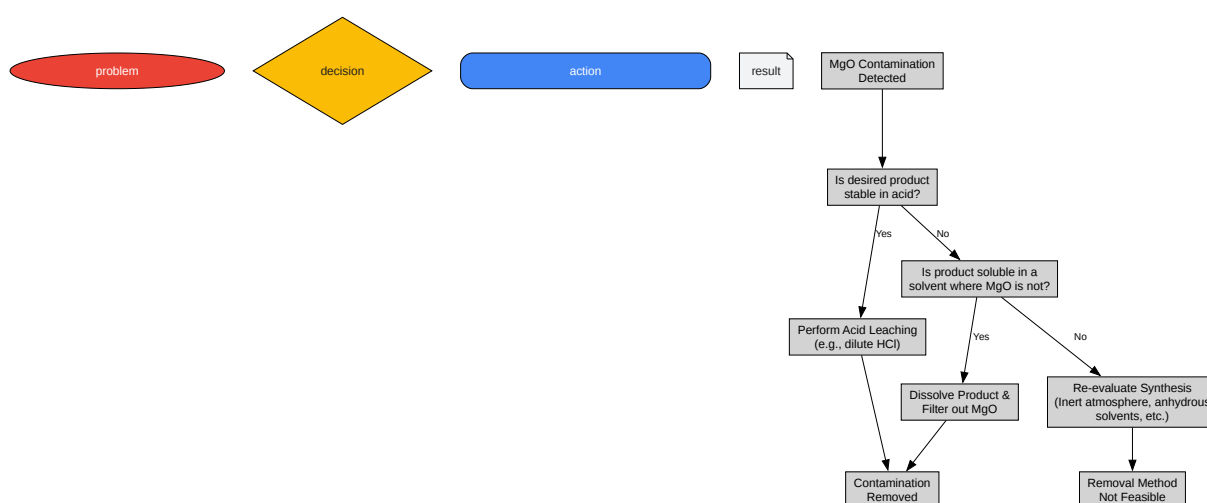 problem
decision
action
result
MgO Contamination
Detected
Is desired product
stable in acid?
Yes
No
Is product soluble in a
solvent where MgO is not?
Perform Acid Leaching
(e.g., dilute HCl)
Yes
No
Dissolve Product &
Filter out MgO
Re-evaluate Synthesis
(Inert atmosphere, anhydrous
solvents, etc.)
Contamination
Removed
Removal Method
Not Feasible